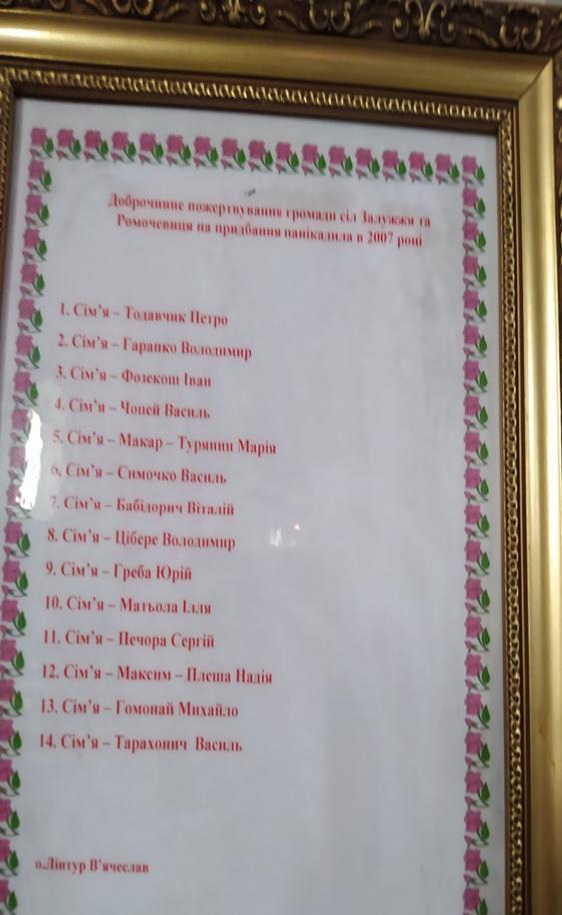 Доброчинне пожертвування громади сіл Залужжя та
Ромочевиця на придбання панікадила в 2007 році
1. Сім’я – Тодавчик Петро
2. Сім’я – Гарапко Володимир
3. Сім’я – Фозекош Іван
4. Сім’я – Чопей Василь
5. Сім’я – Макар – Турянин Марія
6. Сім’я – Симочко Василь
7. Сім’я – Бабідорич Віталій
8. Сім’я – Цібере Володимир
9. Сім’я – Греба Юрій
10. Сім’я – Матьола Ілля
11. Сім’я – Печора Сергій
12. Сім’я – Максим – Плеша Надія
13. Сім’я – Гомонай Михайло
14. Сім’я – Тарахонич Василь
о.Лінтур В’ячеслав